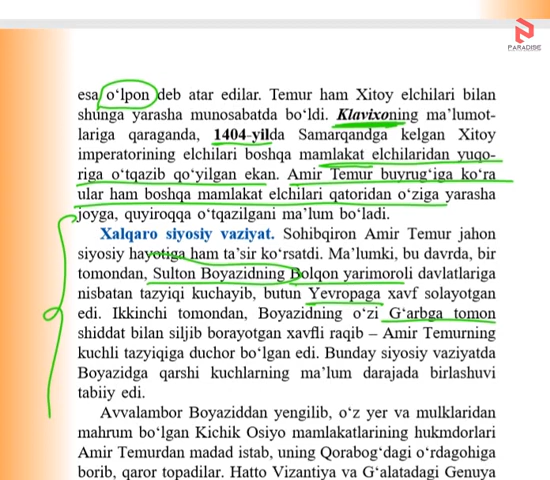 PARADISE
esa o‘lpon deb atar edilar. Temur ham Xitoy elchilari bilan
shunga yarasha munosabatda bo‘ldi. Klavixoning ma’lumot-
lariga qaraganda, 1404-yilda Samarqandga kelgan Xitoy
imperatorining elchilari boshqa mamlakat elchilaridan yuqo-
riga o‘tqazib qo‘yilgan ekan. Amir Temur buyrug‘iga ko‘ra
ular ham boshqa mamlakat elchilari qatoridan o‘ziga yarasha
joyga, quyiroqqa o‘tqazilgani ma’lum bo‘ladi.
Xalqaro siyosiy vaziyat. Sohibqiron Amir Temur jahon
siyosiy hayotiga ham ta’sir ko‘rsatdi. Ma’lumki, bu davrda, bir
tomondan, Sulton Boyazidning Bolqon yarimoroli davlatlariga
nisbatan tazyiqi kuchayib, butun Yevropaga xavf solayotgan
edi. Ikkinchi tomondan, Boyazidning o‘zi G‘arbga tomon
shiddat bilan siljib borayotgan xavfli raqib – Amir Temurning
kuchli tazyiqiga duchor bo‘lgan edi. Bunday siyosiy vaziyatda
Boyazidga qarshi kuchlarning ma’lum darajada birlashuvi
tabiiy edi.
Avvalambor Boyaziddan yengilib, o‘z yer va mulklaridan
mahrum bo‘lgan Kichik Osiyo mamlakatlarining hukmdorlari
Amir Temurdan madad istab, uning Qorabog‘dagi o‘rdagohiga
borib, qaror topadilar. Hatto Vizantiya va G‘alatadagi Genuya